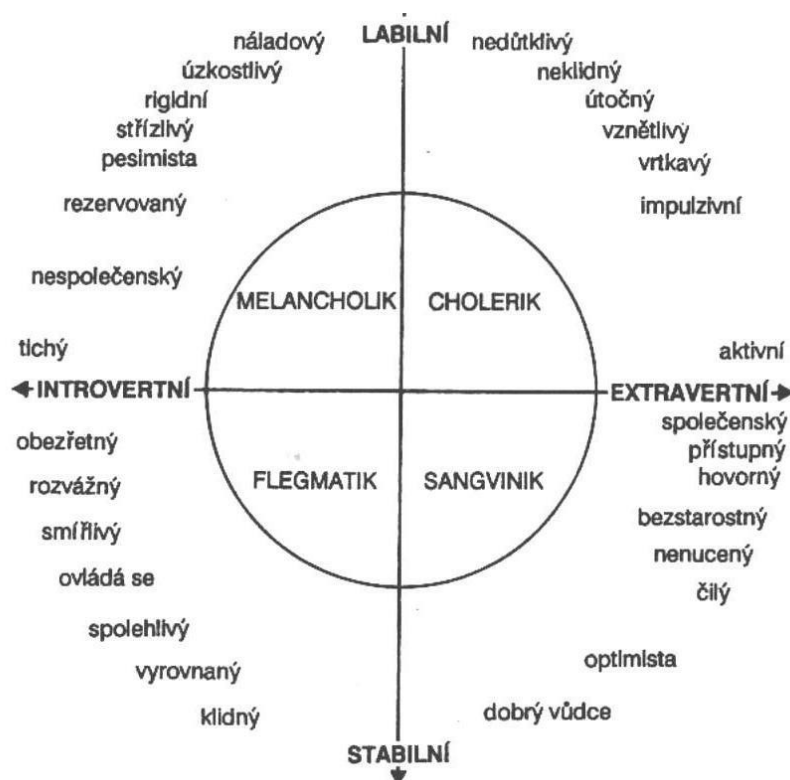 náladový
LABILNÍ
nedůtklivý
úzkostlivý
neklidný
rigidní
útočný
střízlivý
vznětlivý
pesimista
vrtkavý
rezervovaný
impulzivní
nespolečenský
MELANCHOLIK
CHOLERIK
tichý
aktivní
INTROVERTNÍ
EXTRAVERTNÍ
společenský
obezřetný
přístupný
hovorný
FLEGMATIK
SANGVINIK
rozvážný
bezstarostný
smířlivý
nenucený
ovládá se
čilý
spolehlivý
optimista
vyrovnaný
klidný
dobrý vůdce
STABILNÍ